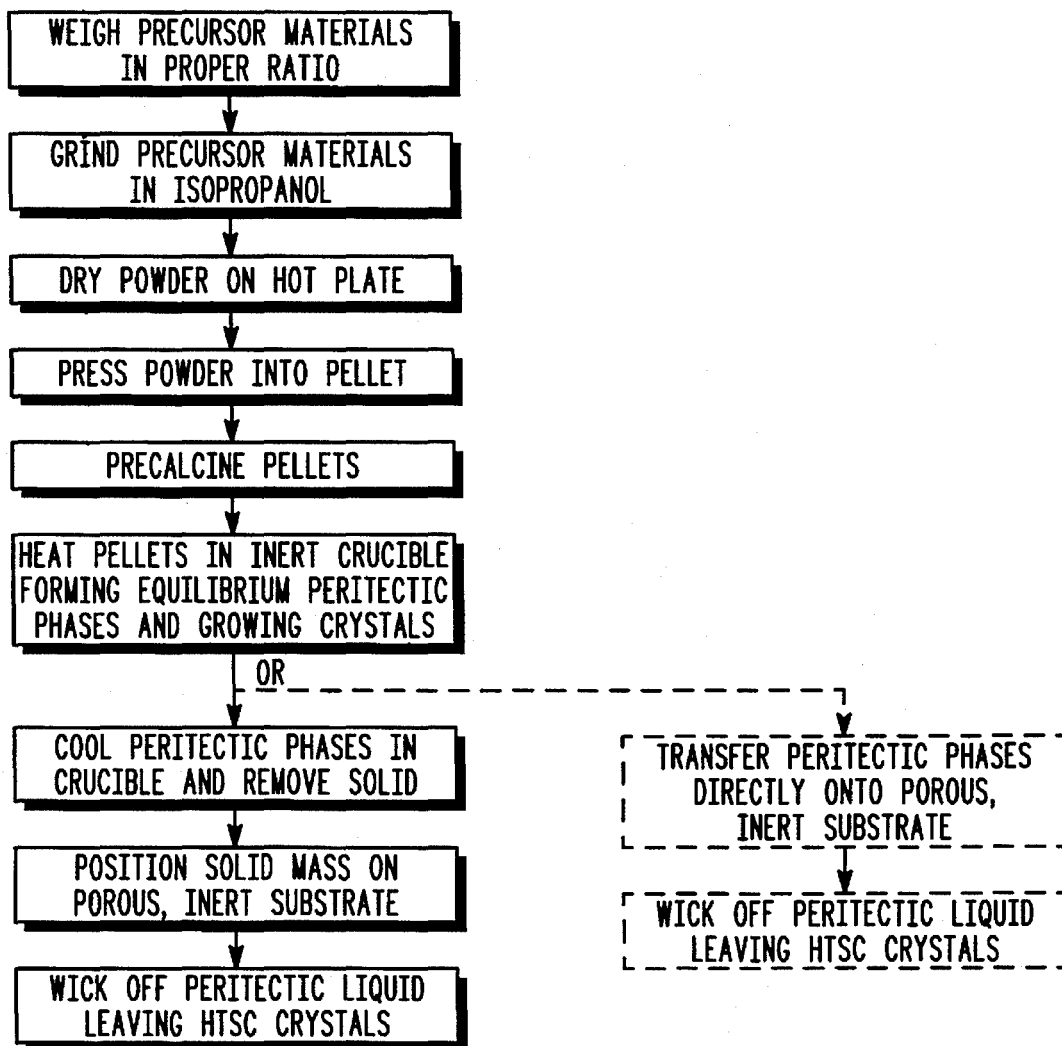 WEIGH PRECURSOR MATERIALS
IN PROPER RATIO
GRIND PRECURSOR MATERIALS
IN ISOPROPANOL
DRY POWDER ON HOT PLATE
PRESS POWDER INTO PELLET
PRECALCINE PELLETS
HEAT PELLETS IN INERT CRUCIBLE
FORMING EQUILIBRIUM PERITECTIC
PHASES AND GROWING CRYSTALS
OR
COOL PERITECTIC PHASES IN
CRUCIBLE AND REMOVE SOLID
POSITION SOLID MASS ON
POROUS, INERT SUBSTRATE
WICK OFF PERITECTIC LIQUID
LEAVING HTSC CRYSTALS
TRANSFER PERITECTIC PHASES
DIRECTLY ONTO POROUS,
INERT SUBSTRATE
WICK OFF PERITECTIC LIQUID
LEAVING HTSC CRYSTALS